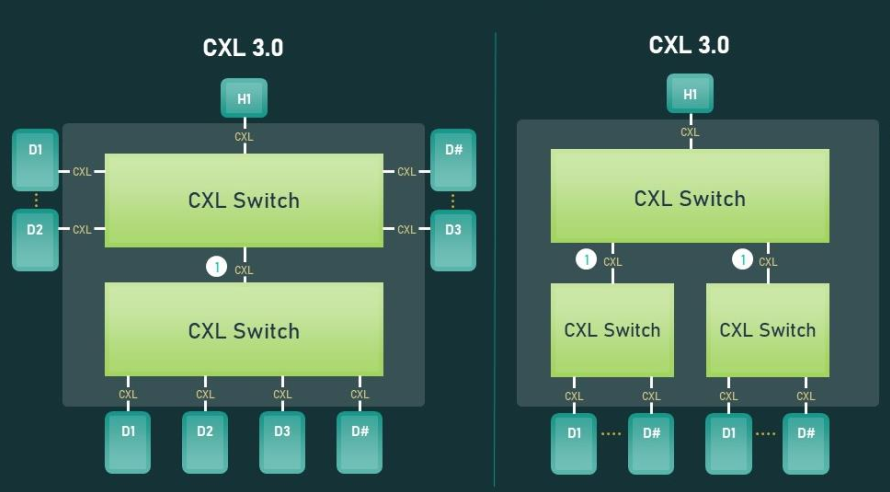 CXL 3.0
H1
CXL
D1
D#
CXL
CXL
CXL Switch
D2
CXL
CXL
D3
1
CXL
CXL Switch
CXL
CXL
CXL
CXL
D1
D2
D3
D#
CXL 3.0
H1
CXL
CXL Switch
1
CXL
1
CXL
CXL Switch
CXL Switch
CXL
CXL
CXL
CXL
D1
D#
D1
D#